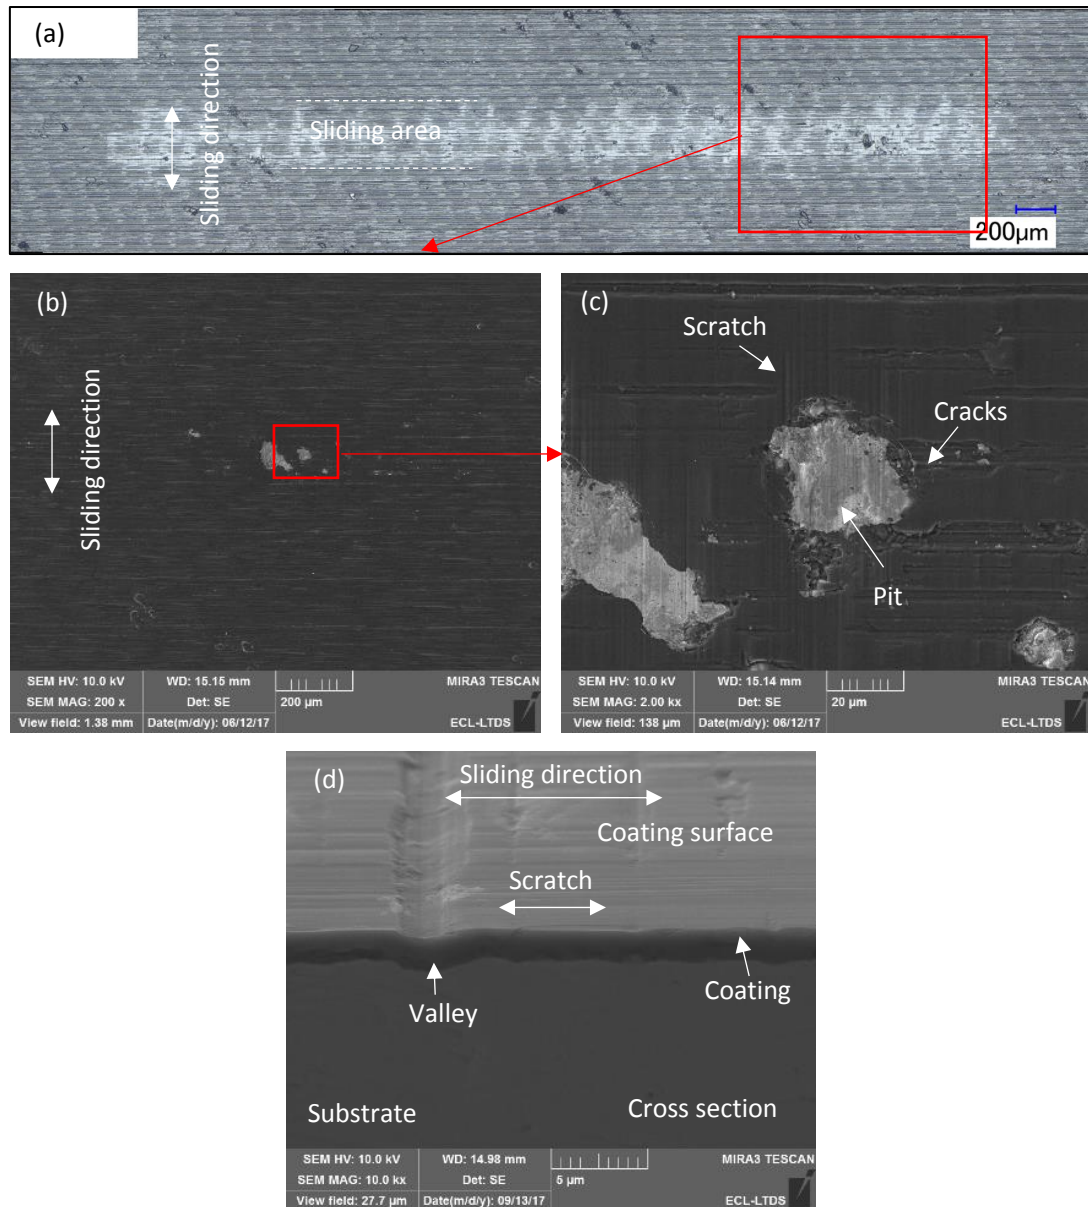 (a)
Sliding direction
Sliding area
200µm
(b)
Sliding direction
SEM HV: 10.0 kV WD: 15.15 mm MIRA3 TESCAN
SEM MAG: 200 x Det: SE 200 µm
View field: 1.38 mm Date(m/d/y): 06/12/17 ECL-LTDS
(c)
Scratch
Cracks
Pit
SEM HV: 10.0 kV WD: 15.14 mm MIRA3 TESCAN
SEM MAG: 2.00 kx Det: SE 20 µm
View field: 138 µm Date(m/d/y): 06/12/17 ECL-LTDS
(d)
Sliding direction
Coating surface
Scratch
Coating
Valley
Substrate
Cross section
SEM HV: 10.0 kV WD: 14.98 mm MIRA3 TESCAN
SEM MAG: 10.0 kx Det: SE 5 µm
View field: 27.7 µm Date(m/d/y): 09/13/17 ECL-LTDS